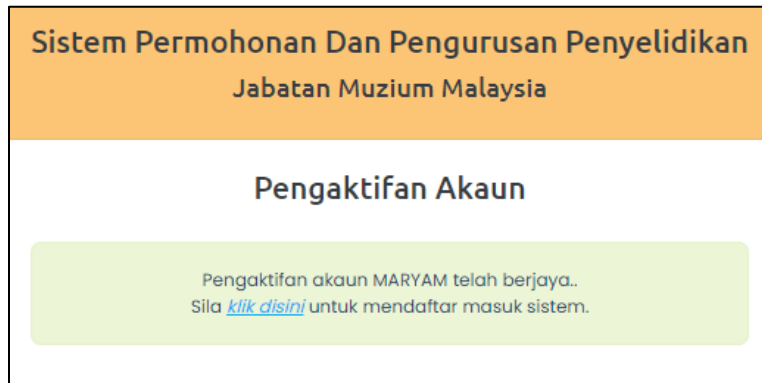 Sistem Permohonan Dan Pengurusan Penyelidikan
Jabatan Muzium Malaysia
Pengaktifan Akaun
Pengaktifan akaun MARYAM telah berjaya..
Sila klik disini untuk mendaftar masuk sistem.